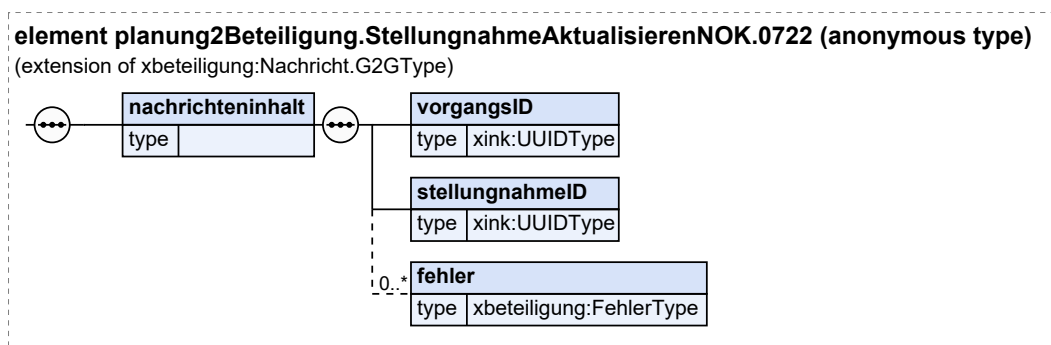 element planung2Beteiligung.StellungnahmeAktualisierenNOK.0722 (anonymous type)
(extension of xbeteiligung:Nachricht.G2GType)
nachrichteninhalt
type
vorgangsID
type xink:UUIDType
stellungnahmeID
type xink:UUIDType
0..*
fehler
type xbeteiligung:FehlerType